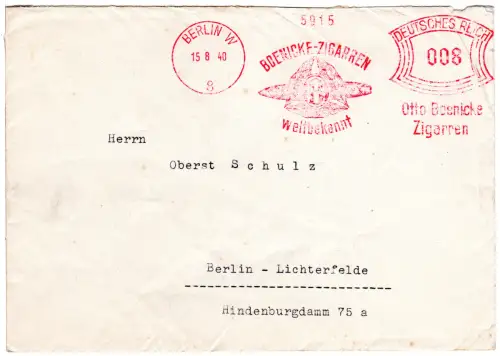 5915
BERLIN W
15.8.40
8
BOENICKE-ZIGARREN
weltbekannt
DEUTSCHES REICH
008
Otto Boenicke
Zigarren
Herrn
Oberst Schulz
Berlin - Lichterfelde
Hindenburgdamm 75 a